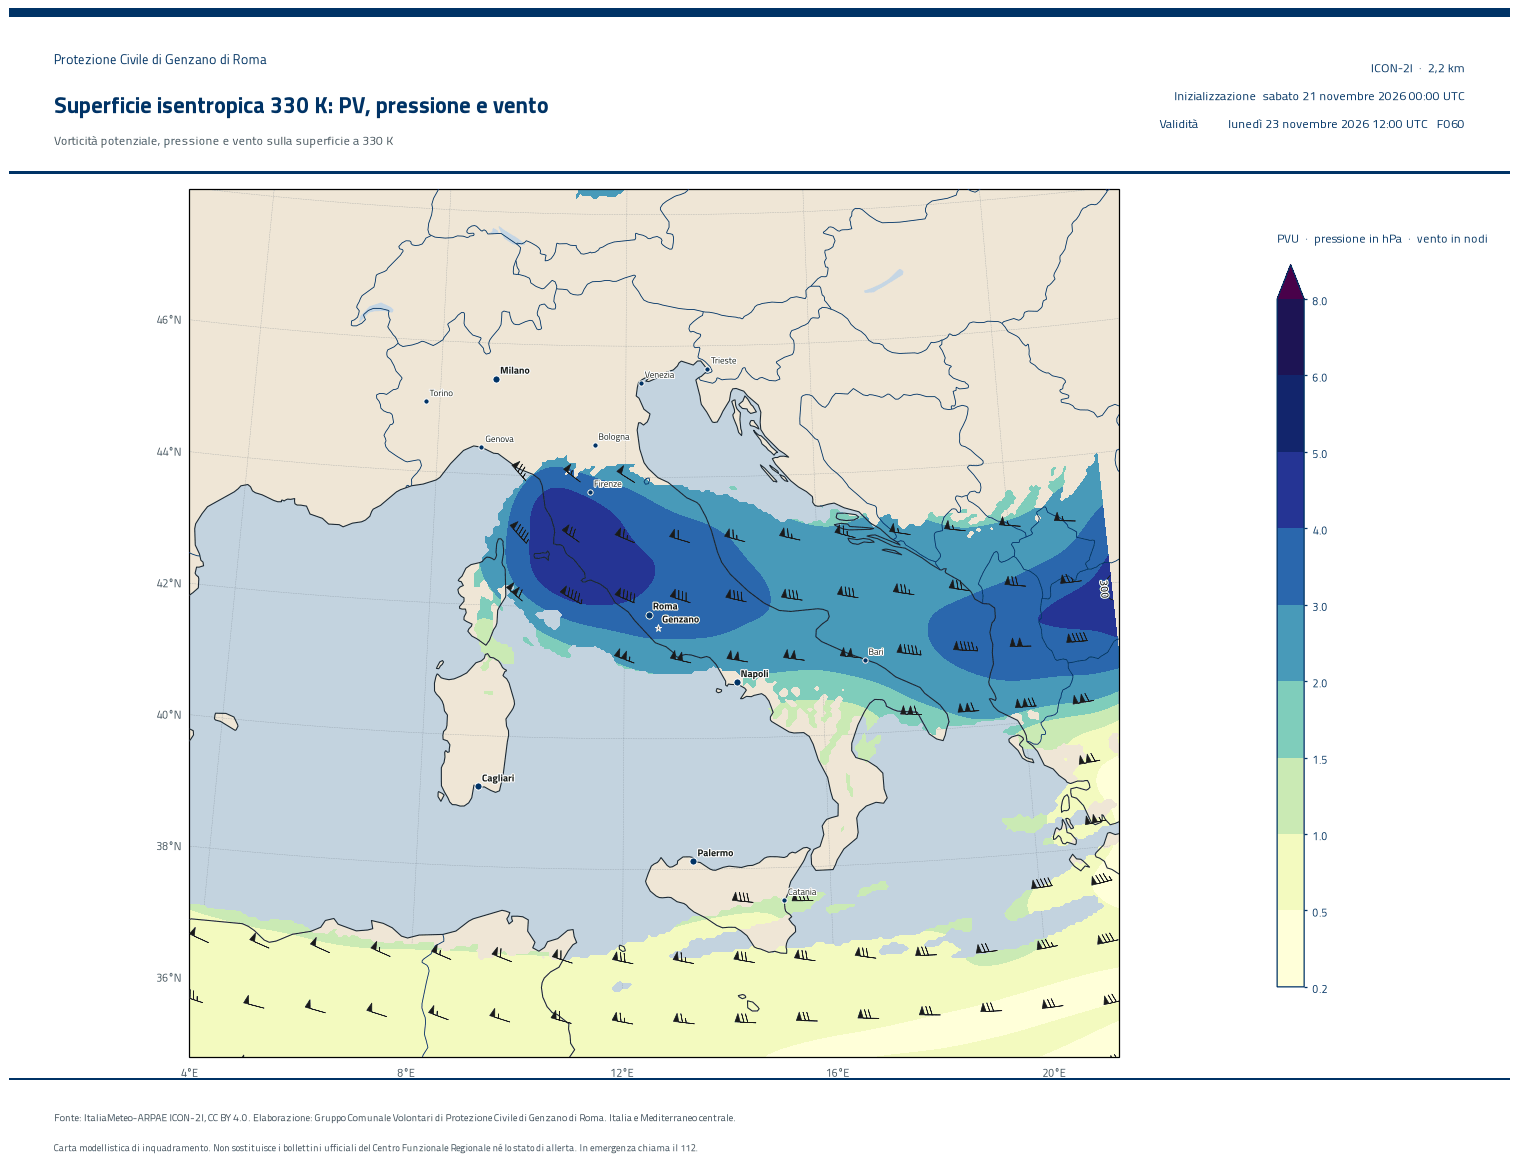 Protezione Civile di Genzano di Roma
Superficie isentropica 330 K: PV, pressione e vento
Vorticità potenziale, pressione e vento sulla superficie a 330 K
ICON-2I · 2,2 km
Inizializzazione sabato 21 novembre 2026 00:00 UTC
Validità lunedì 23 novembre 2026 12:00 UTC F060
PVU · pressione in hPa · vento in nodi
8.0
6.0
5.0
4.0
3.0
2.0
1.5
1.0
0.5
0.2
46°N
44°N
42°N
40°N
38°N
36°N
4°E
8°E
12°E
16°E
20°E
Milano
Torino
Trieste
Venezia
Genova
Bologna
Firenze
Roma
Genzano
Napoli
Bari
Cagliari
Palermo
Catania
300
Fonte: ItaliaMeteo-ARPAE ICON-2I, CC BY 4.0. Elaborazione: Gruppo Comunale Volontari di Protezione Civile di Genzano di Roma. Italia e Mediterraneo centrale.
Carta modellistica di inquadramento. Non sostituisce i bollettini ufficiali del Centro Funzionale Regionale né lo stato di allerta. In emergenza chiama il 112.